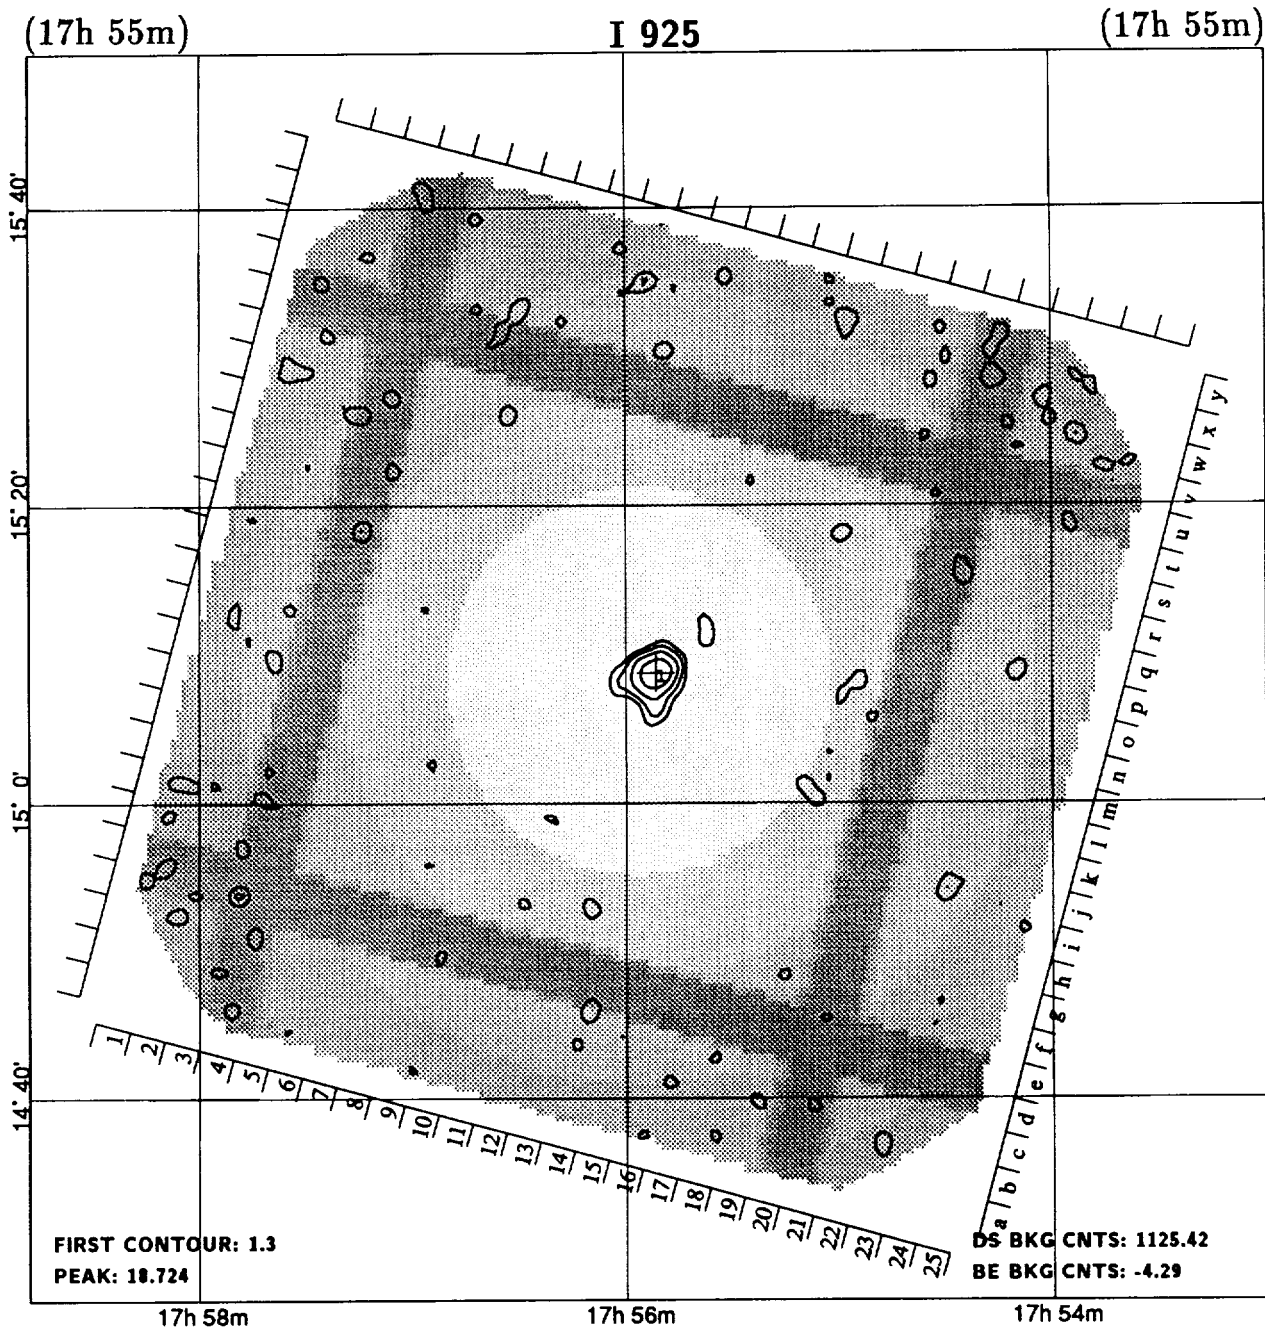 (17h 55m) I 925 (17h 55m)
15° 40'
15° 20'
15° 0'
14° 40'
y
x
w
v
u
t
s
r
q
p
o
n
m
l
k
j
i
h
g
f
e
d
c
b
a
1 2 3 4 5 6 7 8 9 10 11 12 13 14 15 16 17 18 19 20 21 22 23 24 25
FIRST CONTOUR: 1.3
PEAK: 18.724
DS BKG CNTS: 1125.42
BE BKG CNTS: -4.29
17h 58m 17h 56m 17h 54m